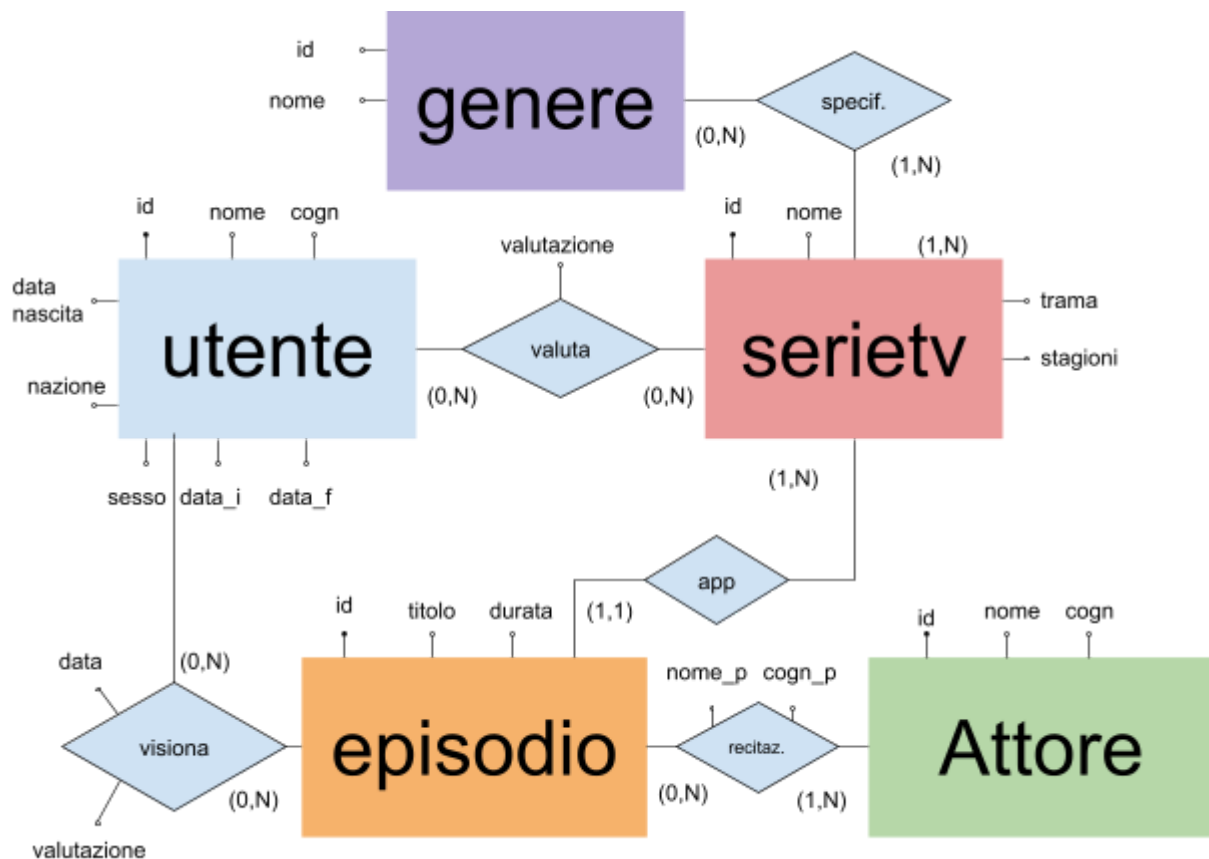 id
nome
genere
specif.
(0,N)
(1,N)
id
nome
cogn
data
nascita
nazione
utente
sesso
data_i
data_f
valutazione
valuta
(0,N)
(0,N)
id
nome
(1,N)
serietv
trama
stagioni
(1,N)
app
(1,1)
data
(0,N)
visiona
valutazione
(0,N)
id
titolo
durata
episodio
nome_p
cogn_p
recitaz.
(0,N)
(1,N)
id
nome
cogn
Attore